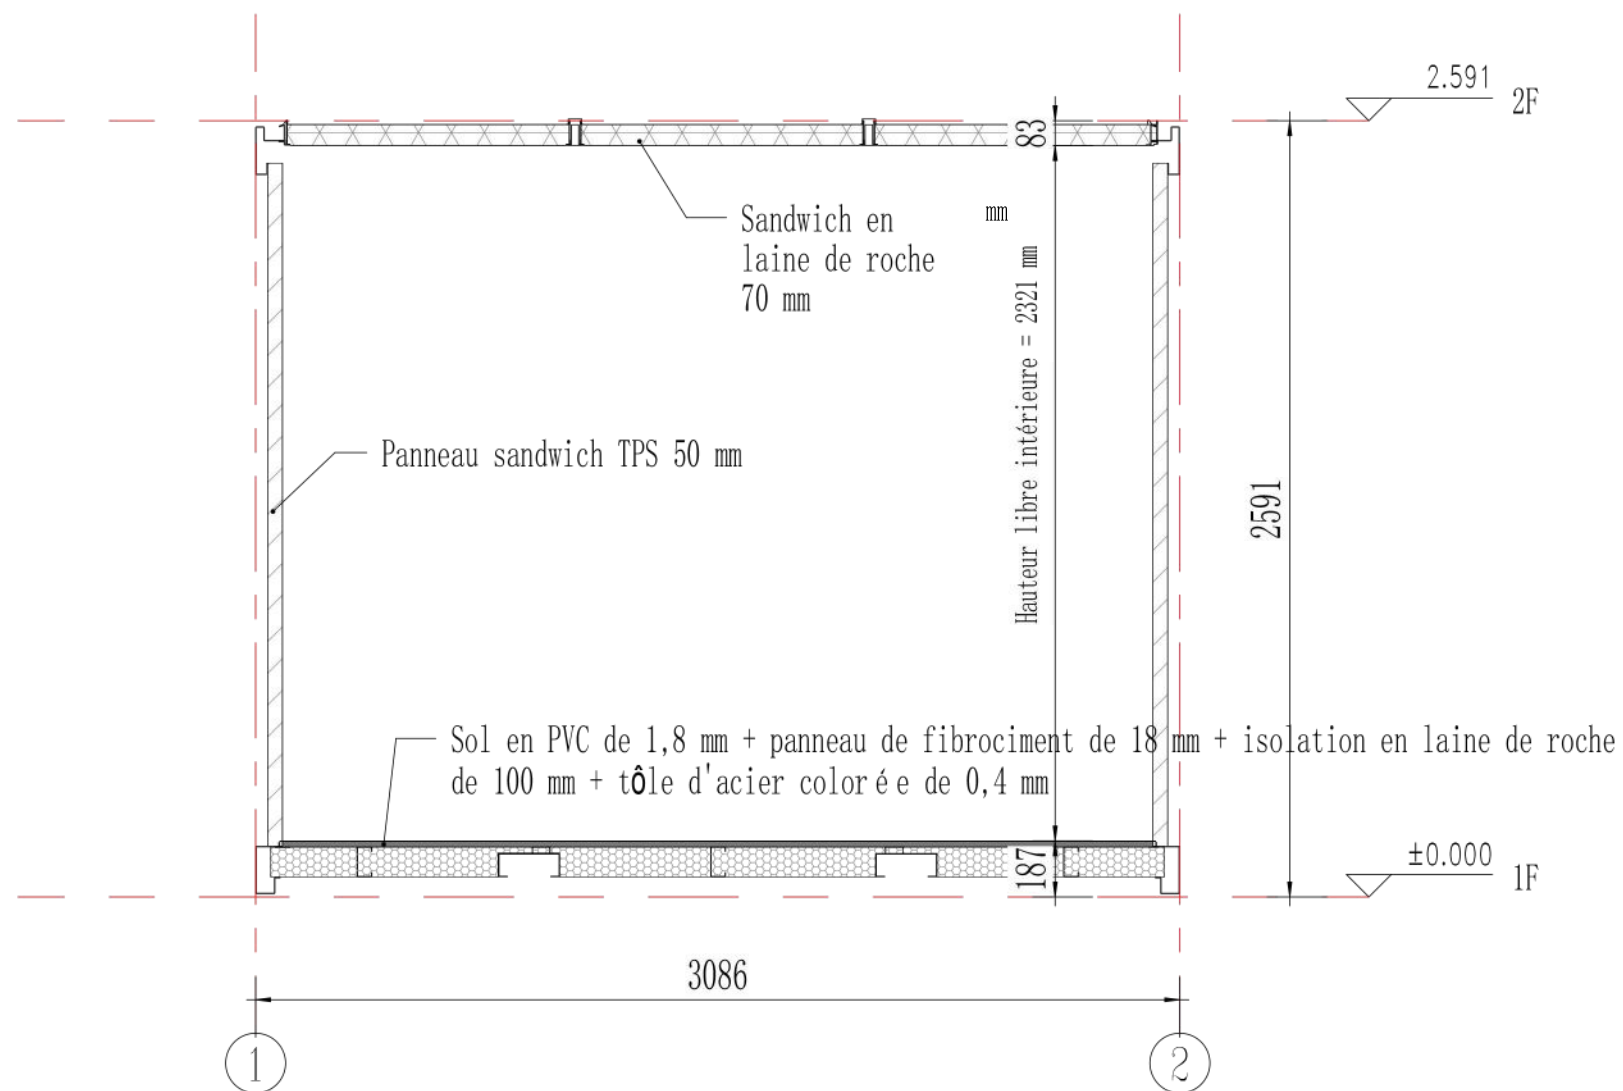 2.591
2F
83
Sandwich en
laine de roche
70 mm
mm
Hauteur libre intérieure = 2321 mm
Panneau sandwich TPS 50 mm
2591
Sol en PVC de 1,8 mm + panneau de fibrociment de 18 mm + isolation en laine de roche
de 100 mm + tôle d'acier colorée de 0,4 mm
187
±0.000
1F
3086
1
2